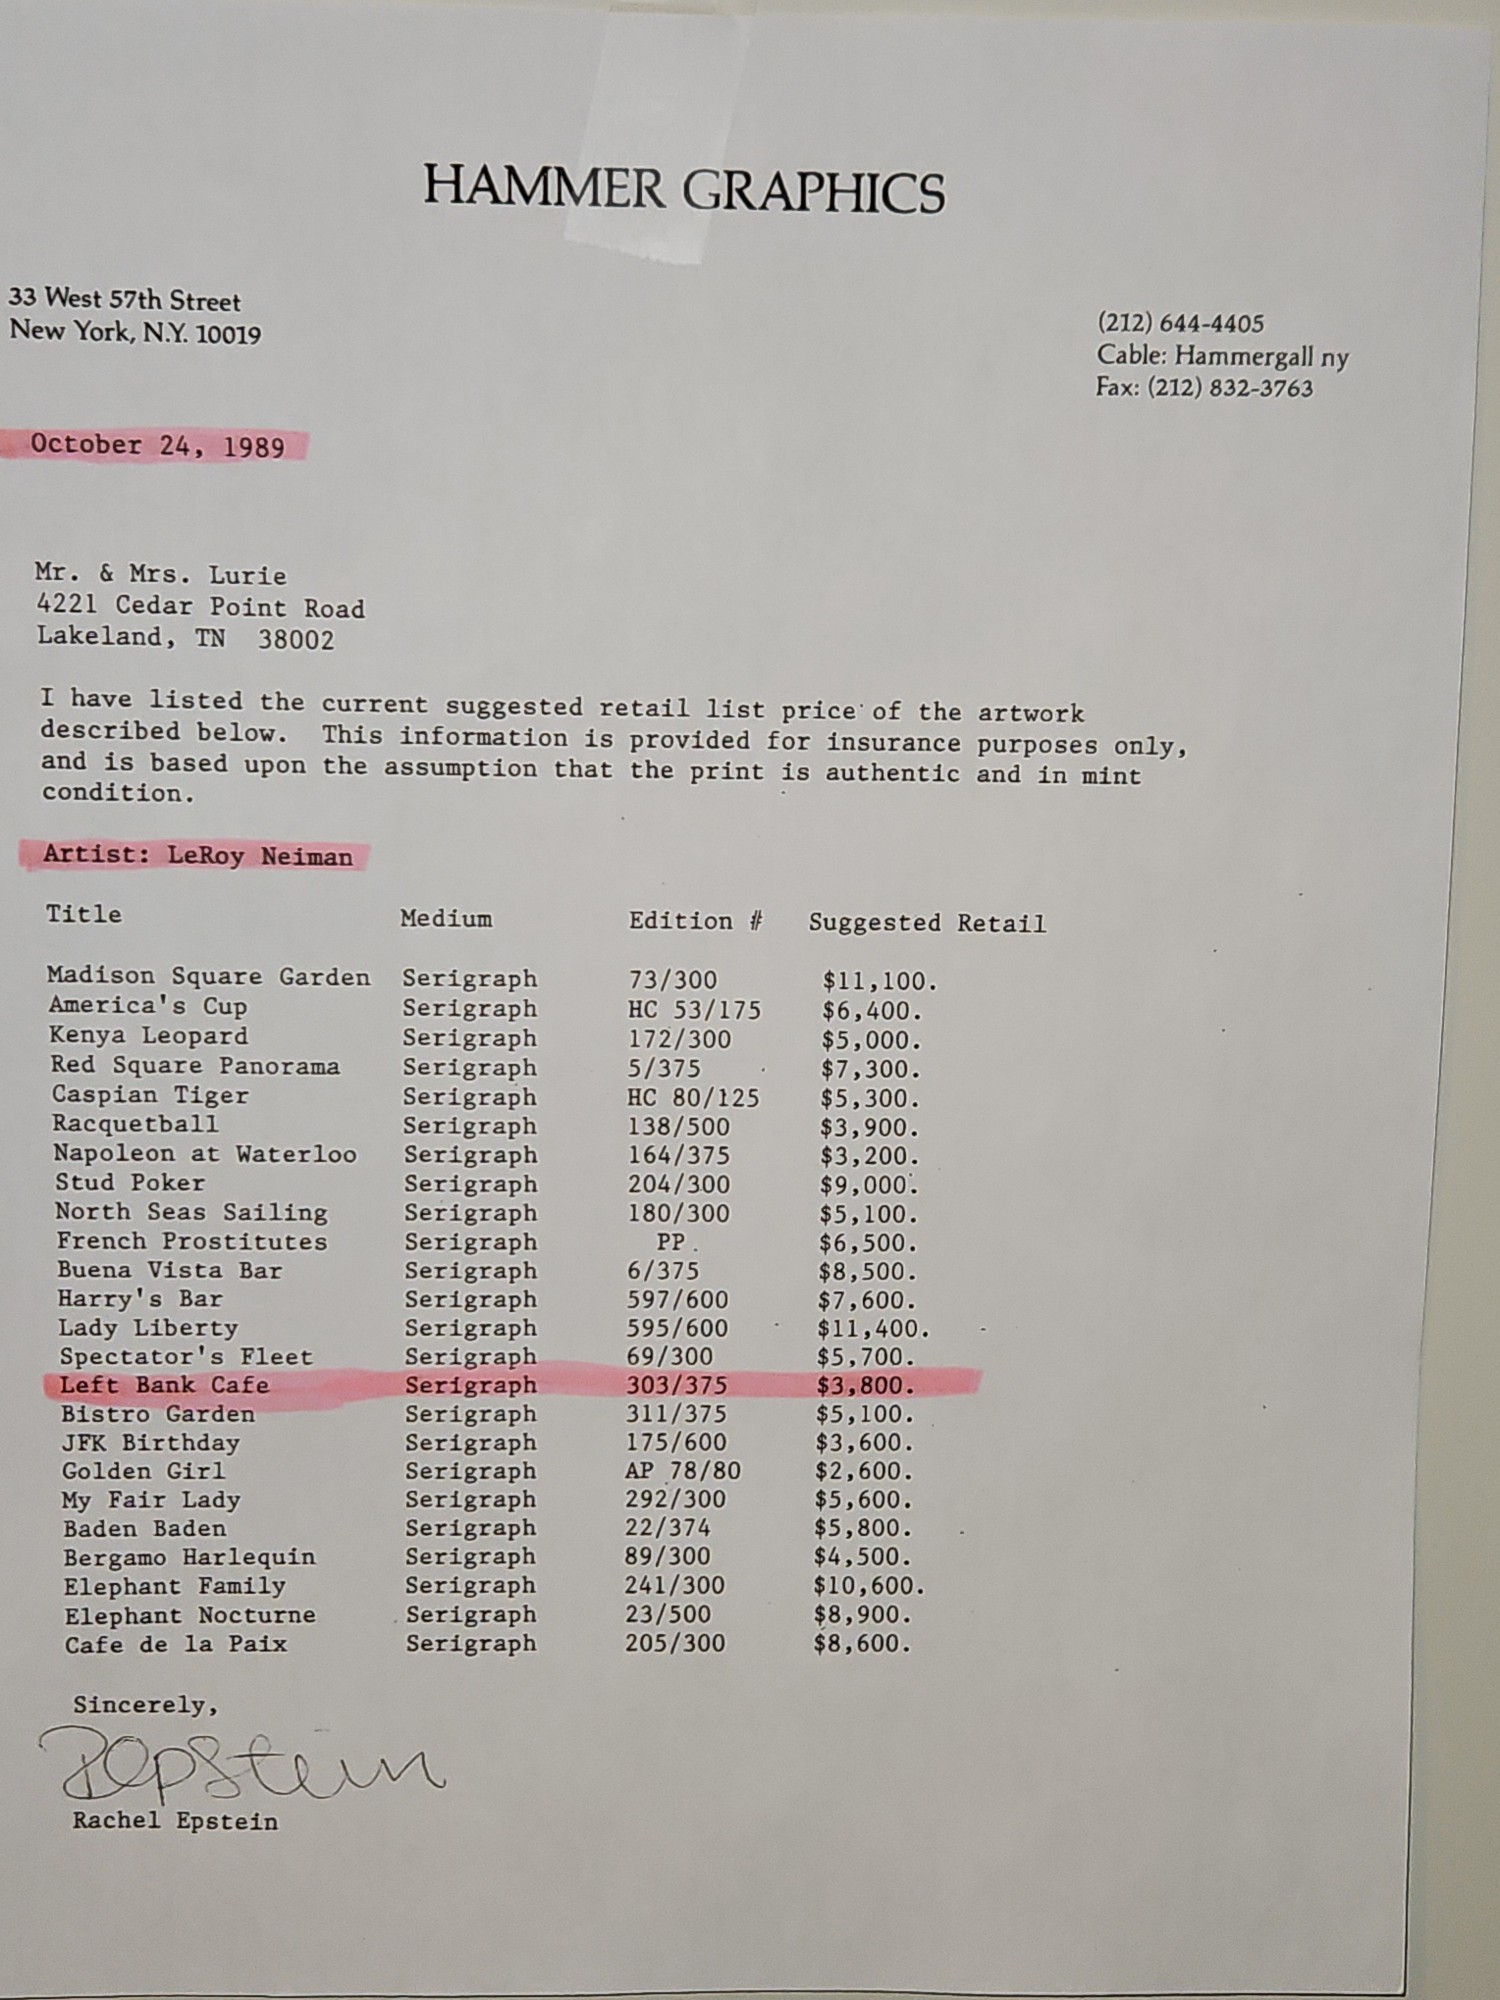 HAMMER GRAPHICS
33 West 57th Street
New York, N.Y. 10019
(212) 644-4405
Cable: Hammergall ny
Fax: (212) 832-3763
October 24, 1989
Mr. & Mrs. Lurie
4221 Cedar Point Road
Lakeland, TN 38002
I have listed the current suggested retail list price of the artwork
described below. This information is provided for insurance purposes only,
and is based upon the assumption that the print is authentic and in mint
condition.
Artist: LeRoy Neiman
Title Medium Edition # Suggested Retail
Madison Square Garden Serigraph 73/300 $11,100.
America's Cup Serigraph HC 53/175 $6,400.
Kenya Leopard Serigraph 172/300 $5,000.
Red Square Panorama Serigraph 5/375 $7,300.
Caspian Tiger Serigraph HC 80/125 $5,300.
Racquetball Serigraph 138/500 $3,900.
Napoleon at Waterloo Serigraph 164/375 $3,200.
Stud Poker Serigraph 204/300 $9,000.
North Seas Sailing Serigraph 180/300 $5,100.
French Prostitutes Serigraph PP. $6,500.
Buena Vista Bar Serigraph 6/375 $8,500.
Harry's Bar Serigraph 597/600 $7,600.
Lady Liberty Serigraph 595/600 $11,400.
Spectator's Fleet Serigraph 69/300 $5,700.
Left Bank Cafe Serigraph 303/375 $3,800.
Bistro Garden Serigraph 311/375 $5,100.
JFK Birthday Serigraph 175/600 $3,600.
Golden Girl Serigraph AP 78/80 $2,600.
My Fair Lady Serigraph 292/300 $5,600.
Baden Baden Serigraph 22/374 $5,800.
Bergamo Harlequin Serigraph 89/300 $4,500.
Elephant Family Serigraph 241/300 $10,600.
Elephant Nocturne Serigraph 23/500 $8,900.
Cafe de la Paix Serigraph 205/300 $8,600.
Sincerely,
REpstein
Rachel Epstein